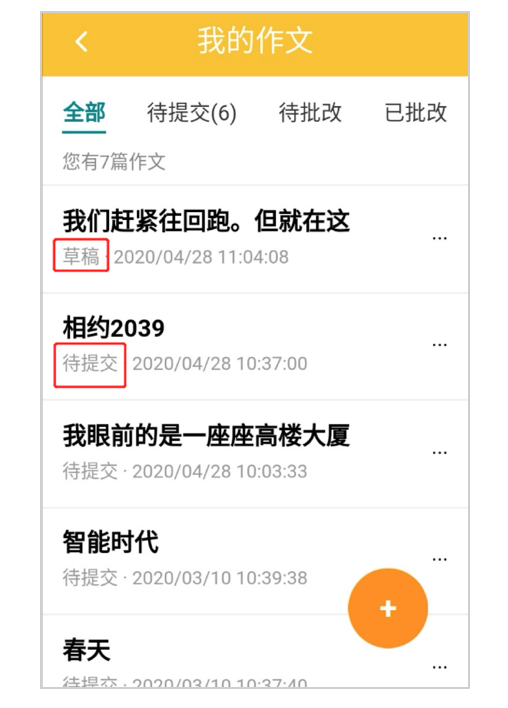 我的作文
全部 待提交(6) 待批改 已批改
您有7篇作文
我们赶紧往回跑。但就在这
草稿 · 2020/04/28 11:04:08
...
相约2039
待提交 2020/04/28 10:37:00
...
我眼前的是一座座高楼大厦
待提交 · 2020/04/28 10:03:33
...
智能时代
待提交 · 2020/03/10 10:39:38
...
+
春天
待提交 · 2020/03/10 10:37:40
...